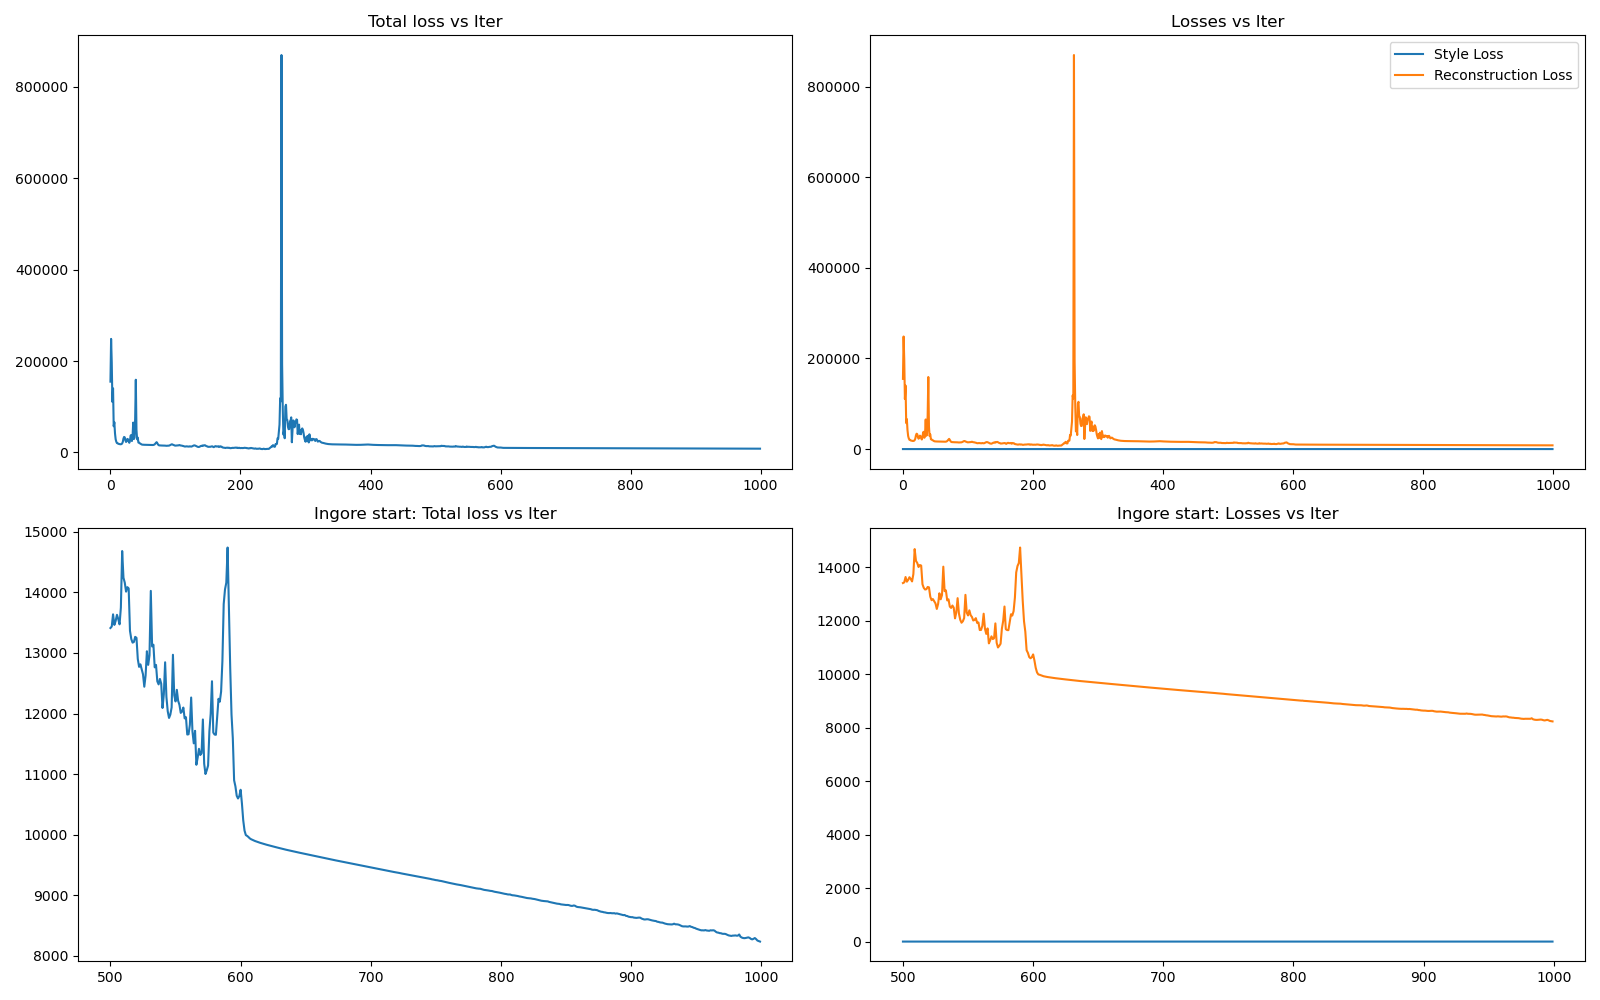 Total loss vs Iter
800000
600000
400000
200000
0
0 200 400 600 800 1000
Losses vs Iter
Style Loss
Reconstruction Loss
800000
600000
400000
200000
0
0 200 400 600 800 1000
Ingore start: Total loss vs Iter
15000
14000
13000
12000
11000
10000
9000
8000
500 600 700 800 900 1000
Ingore start: Losses vs Iter
14000
12000
10000
8000
6000
4000
2000
0
500 600 700 800 900 1000